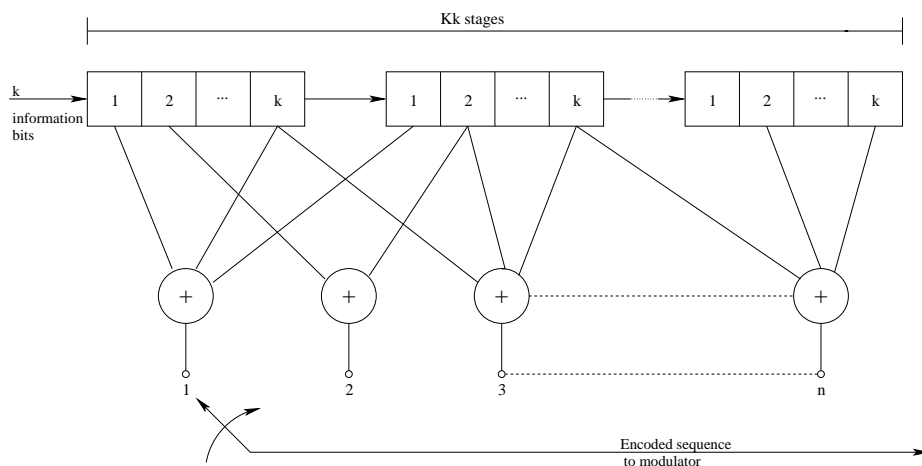 Kk stages
k
information
bits
1 2 ... k
1 2 ... k
1 2 ... k
+ + + +
1 2 3 n
Encoded sequence
to modulator